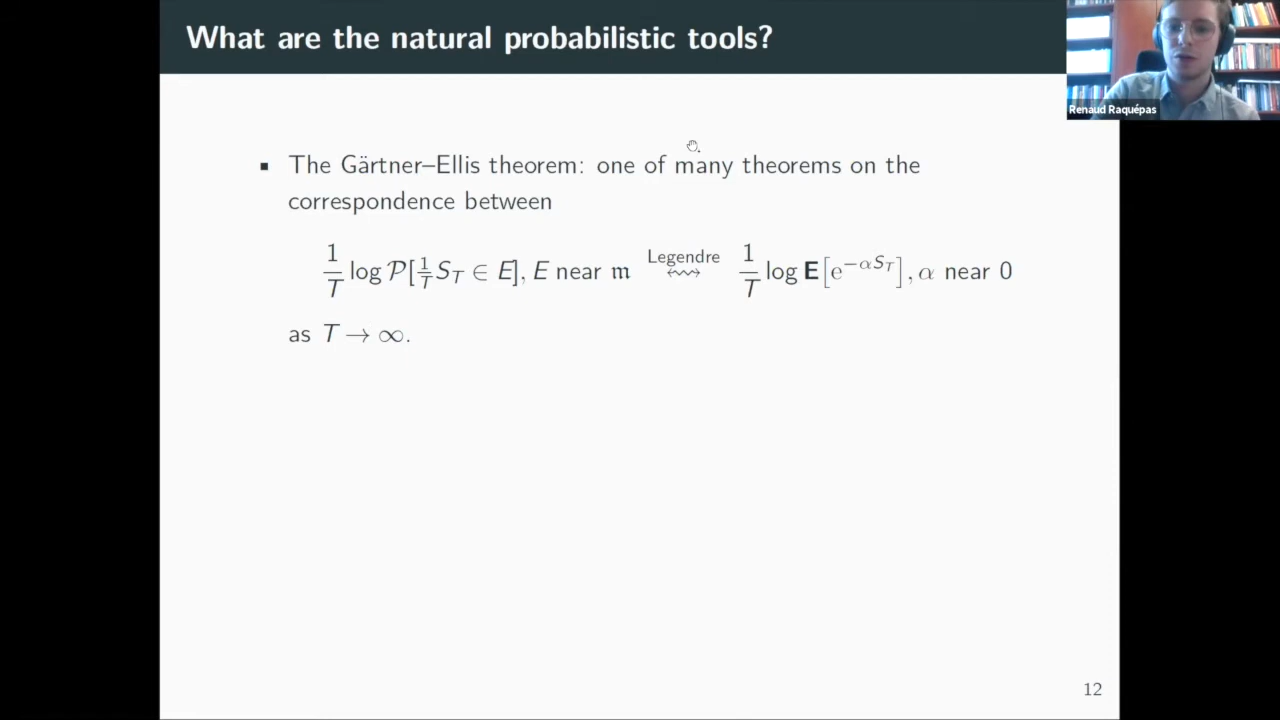 What are the natural probabilistic tools?
Renaud Raquépas
▪ The Gärtner–Ellis theorem: one of many theorems on the
correspondence between
Legendre
1/T log 𝒫[1/T S_T ∈ E], E near 𝔪 ↭ 1/T log 𝐄[e^{−αS_T}], α near 0
as T → ∞.
12